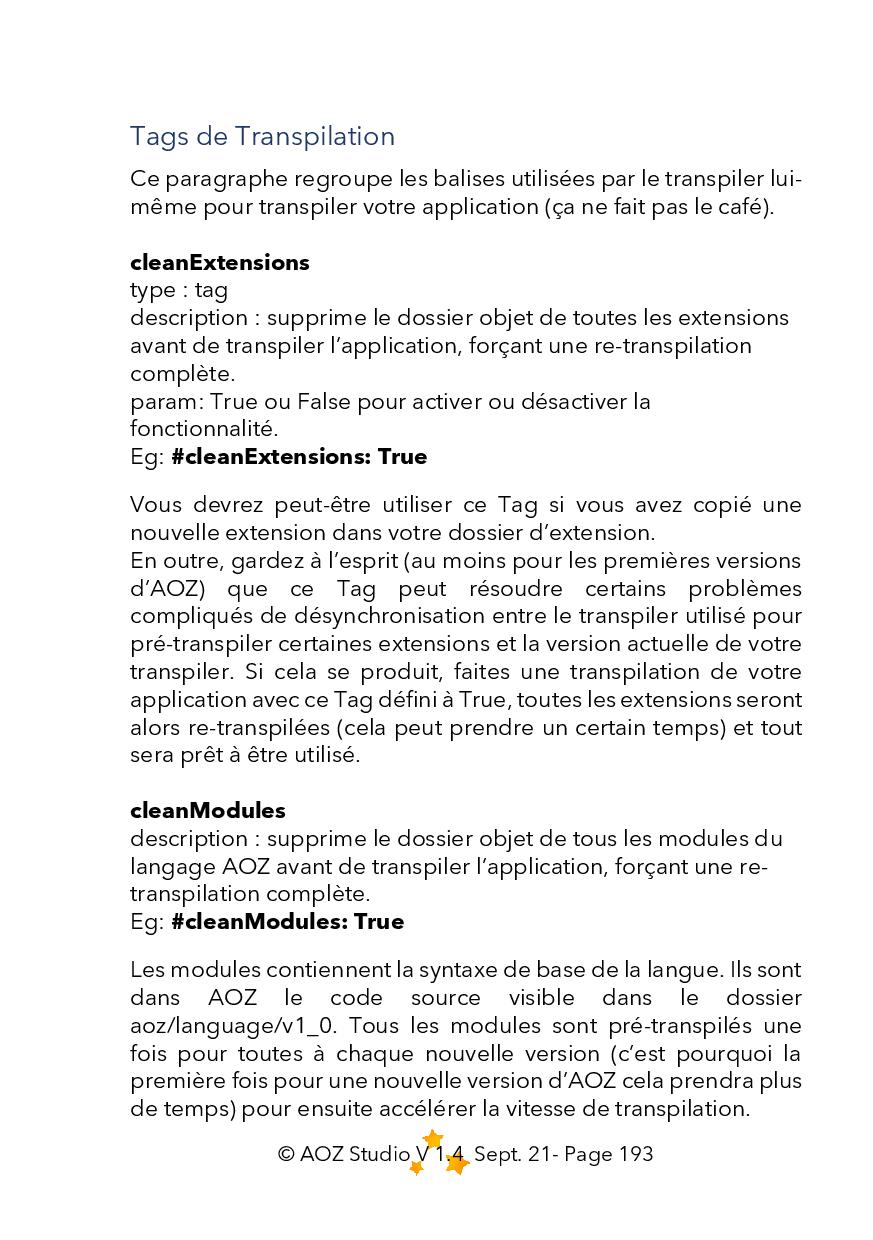 Tags de Transpilation
Ce paragraphe regroupe les balises utilisées par le transpiler lui-
même pour transpiler votre application (ça ne fait pas le café).
cleanExtensions
type : tag
description : supprime le dossier objet de toutes les extensions
avant de transpiler l’application, forçant une re-transpilation
complète.
param: True ou False pour activer ou désactiver la
fonctionnalité.
Eg: #cleanExtensions: True
Vous devrez peut-être utiliser ce Tag si vous avez copié une
nouvelle extension dans votre dossier d’extension.
En outre, gardez à l’esprit (au moins pour les premières versions
d’AOZ) que ce Tag peut résoudre certains problèmes
compliqués de désynchronisation entre le transpiler utilisé pour
pré-transpiler certaines extensions et la version actuelle de votre
transpiler. Si cela se produit, faites une transpilation de votre
application avec ce Tag défini à True, toutes les extensions seront
alors re-transpilées (cela peut prendre un certain temps) et tout
sera prêt à être utilisé.
cleanModules
description : supprime le dossier objet de tous les modules du
langage AOZ avant de transpiler l’application, forçant une re-
transpilation complète.
Eg: #cleanModules: True
Les modules contiennent la syntaxe de base de la langue. Ils sont
dans AOZ le code source visible dans le dossier
aoz/language/v1_0. Tous les modules sont pré-transpilés une
fois pour toutes à chaque nouvelle version (c’est pourquoi la
première fois pour une nouvelle version d’AOZ cela prendra plus
de temps) pour ensuite accélérer la vitesse de transpilation.
© AOZ Studio V 1.4 Sept. 21- Page 193